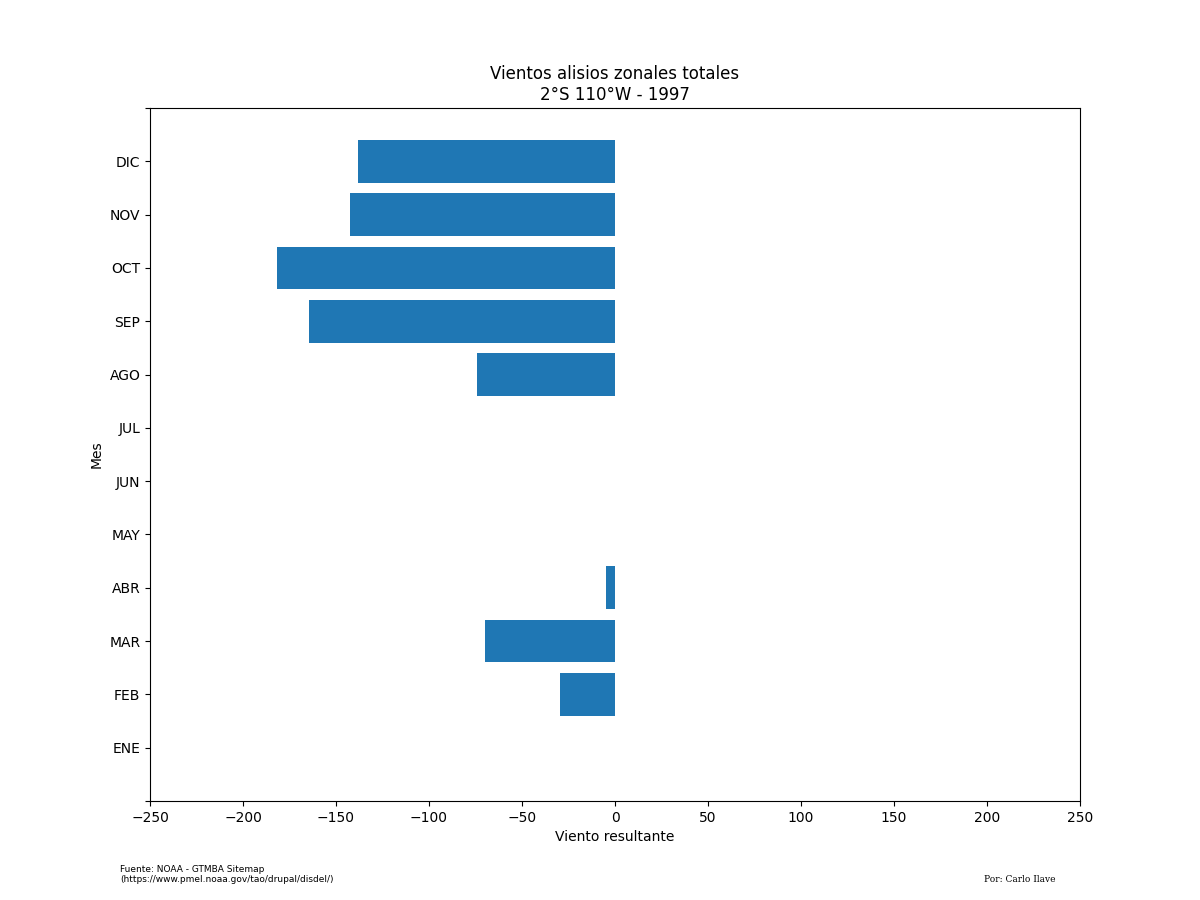 Vientos alisios zonales totales
2°S 110°W - 1997
DIC
NOV
OCT
SEP
AGO
JUL
JUN
MAY
ABR
MAR
FEB
ENE
Mes
−250 −200 −150 −100 −50 0 50 100 150 200 250
Viento resultante
Fuente: NOAA - GTMBA Sitemap
(https://www.pmel.noaa.gov/tao/drupal/disdel/)
Por: Carlo Ilave